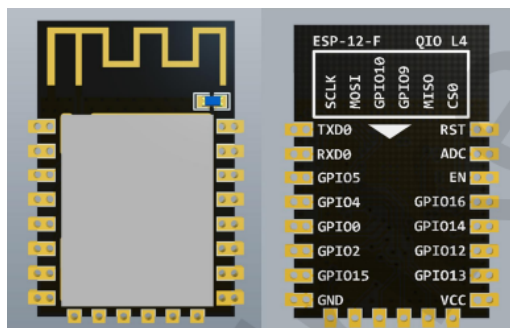 ESP-12-F QIO L4
SCLK
MOSI
GPIO10
GPIO9
MISO
CS0
TXD0 RST
RXD0 ADC
GPIO5 EN
GPIO4 GPIO16
GPIO0 GPIO14
GPIO2 GPIO12
GPIO15 GPIO13
GND VCC